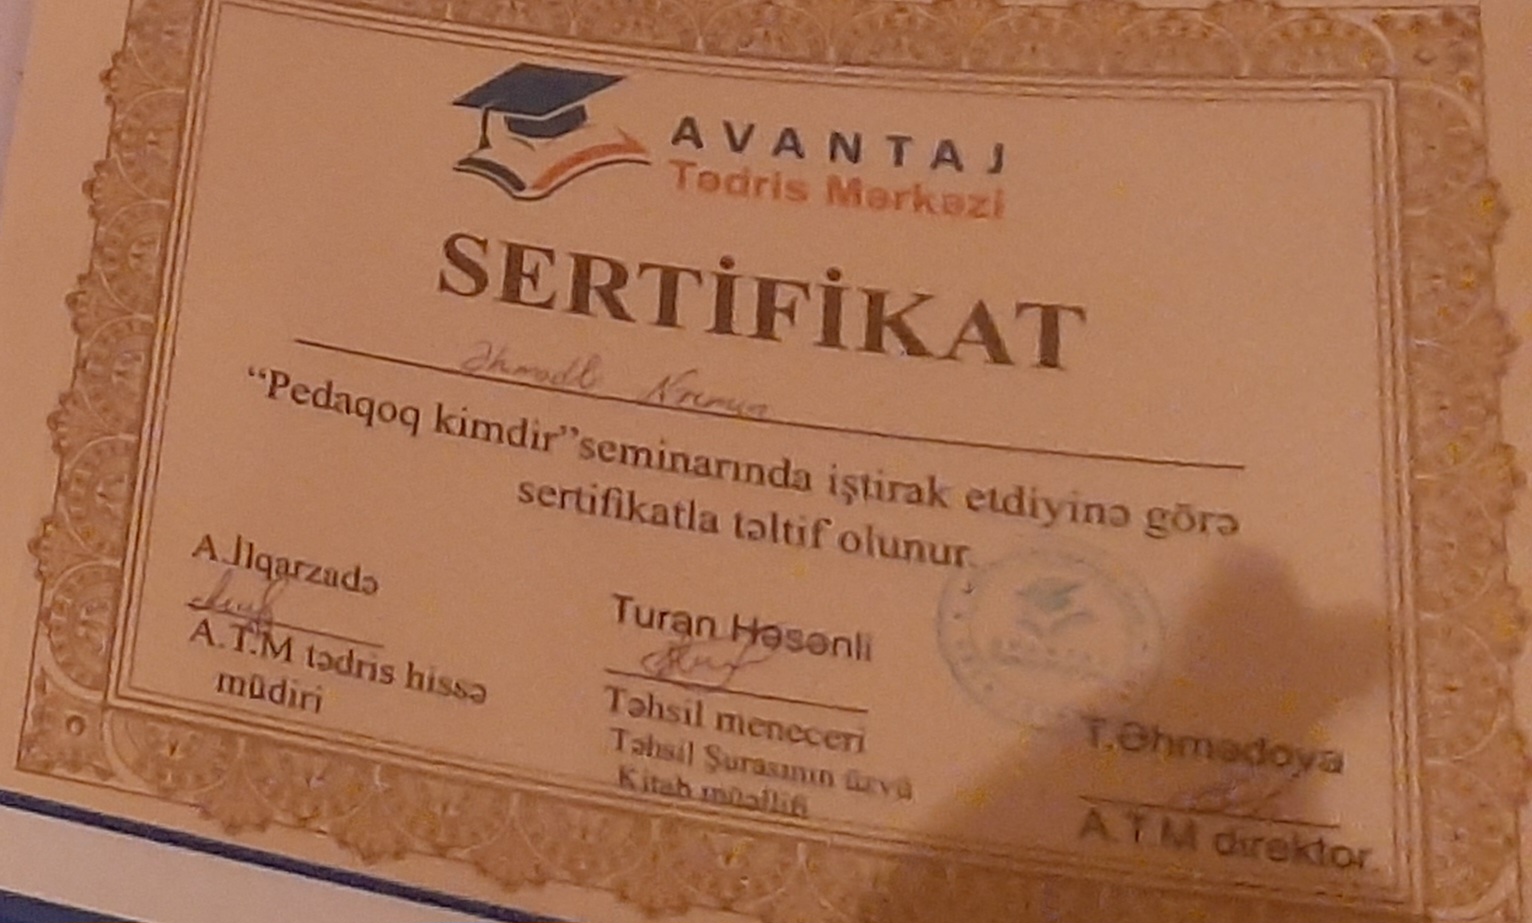 AVANTAJ
Tədris Mərkəzi
SERTİFİKAT
Əhmədli
“Pedaqoq kimdir”seminarında iştirak etdiyinə görə
sertifikatla təltif olunur.
A.İlqarzadə
A.T.M tədris hissə
müdiri
Turan Həsənli
Təhsil meneceri
Təhsil Şurasının üzvü
Kitab müəllifi
T.Əhmədova
A.T.M direktor